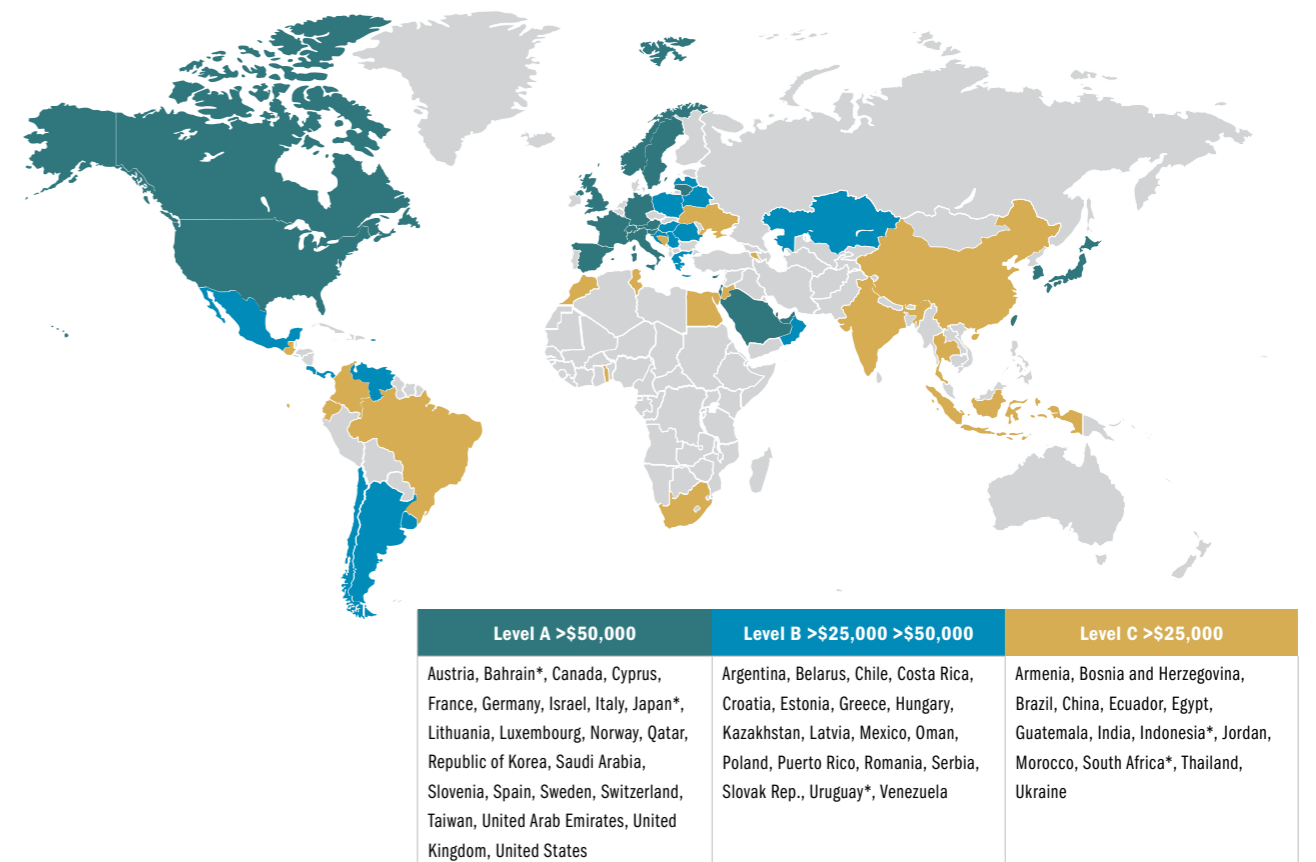 Level A >$50,000
Austria, Bahrain*, Canada, Cyprus,
France, Germany, Israel, Italy, Japan*,
Lithuania, Luxembourg, Norway, Qatar,
Republic of Korea, Saudi Arabia,
Slovenia, Spain, Sweden, Switzerland,
Taiwan, United Arab Emirates, United
Kingdom, United States
Level B >$25,000 >$50,000
Argentina, Belarus, Chile, Costa Rica,
Croatia, Estonia, Greece, Hungary,
Kazakhstan, Latvia, Mexico, Oman,
Poland, Puerto Rico, Romania, Serbia,
Slovak Rep., Uruguay*, Venezuela
Level C >$25,000
Armenia, Bosnia and Herzegovina,
Brazil, China, Ecuador, Egypt,
Guatemala, India, Indonesia*, Jordan,
Morocco, South Africa*, Thailand,
Ukraine